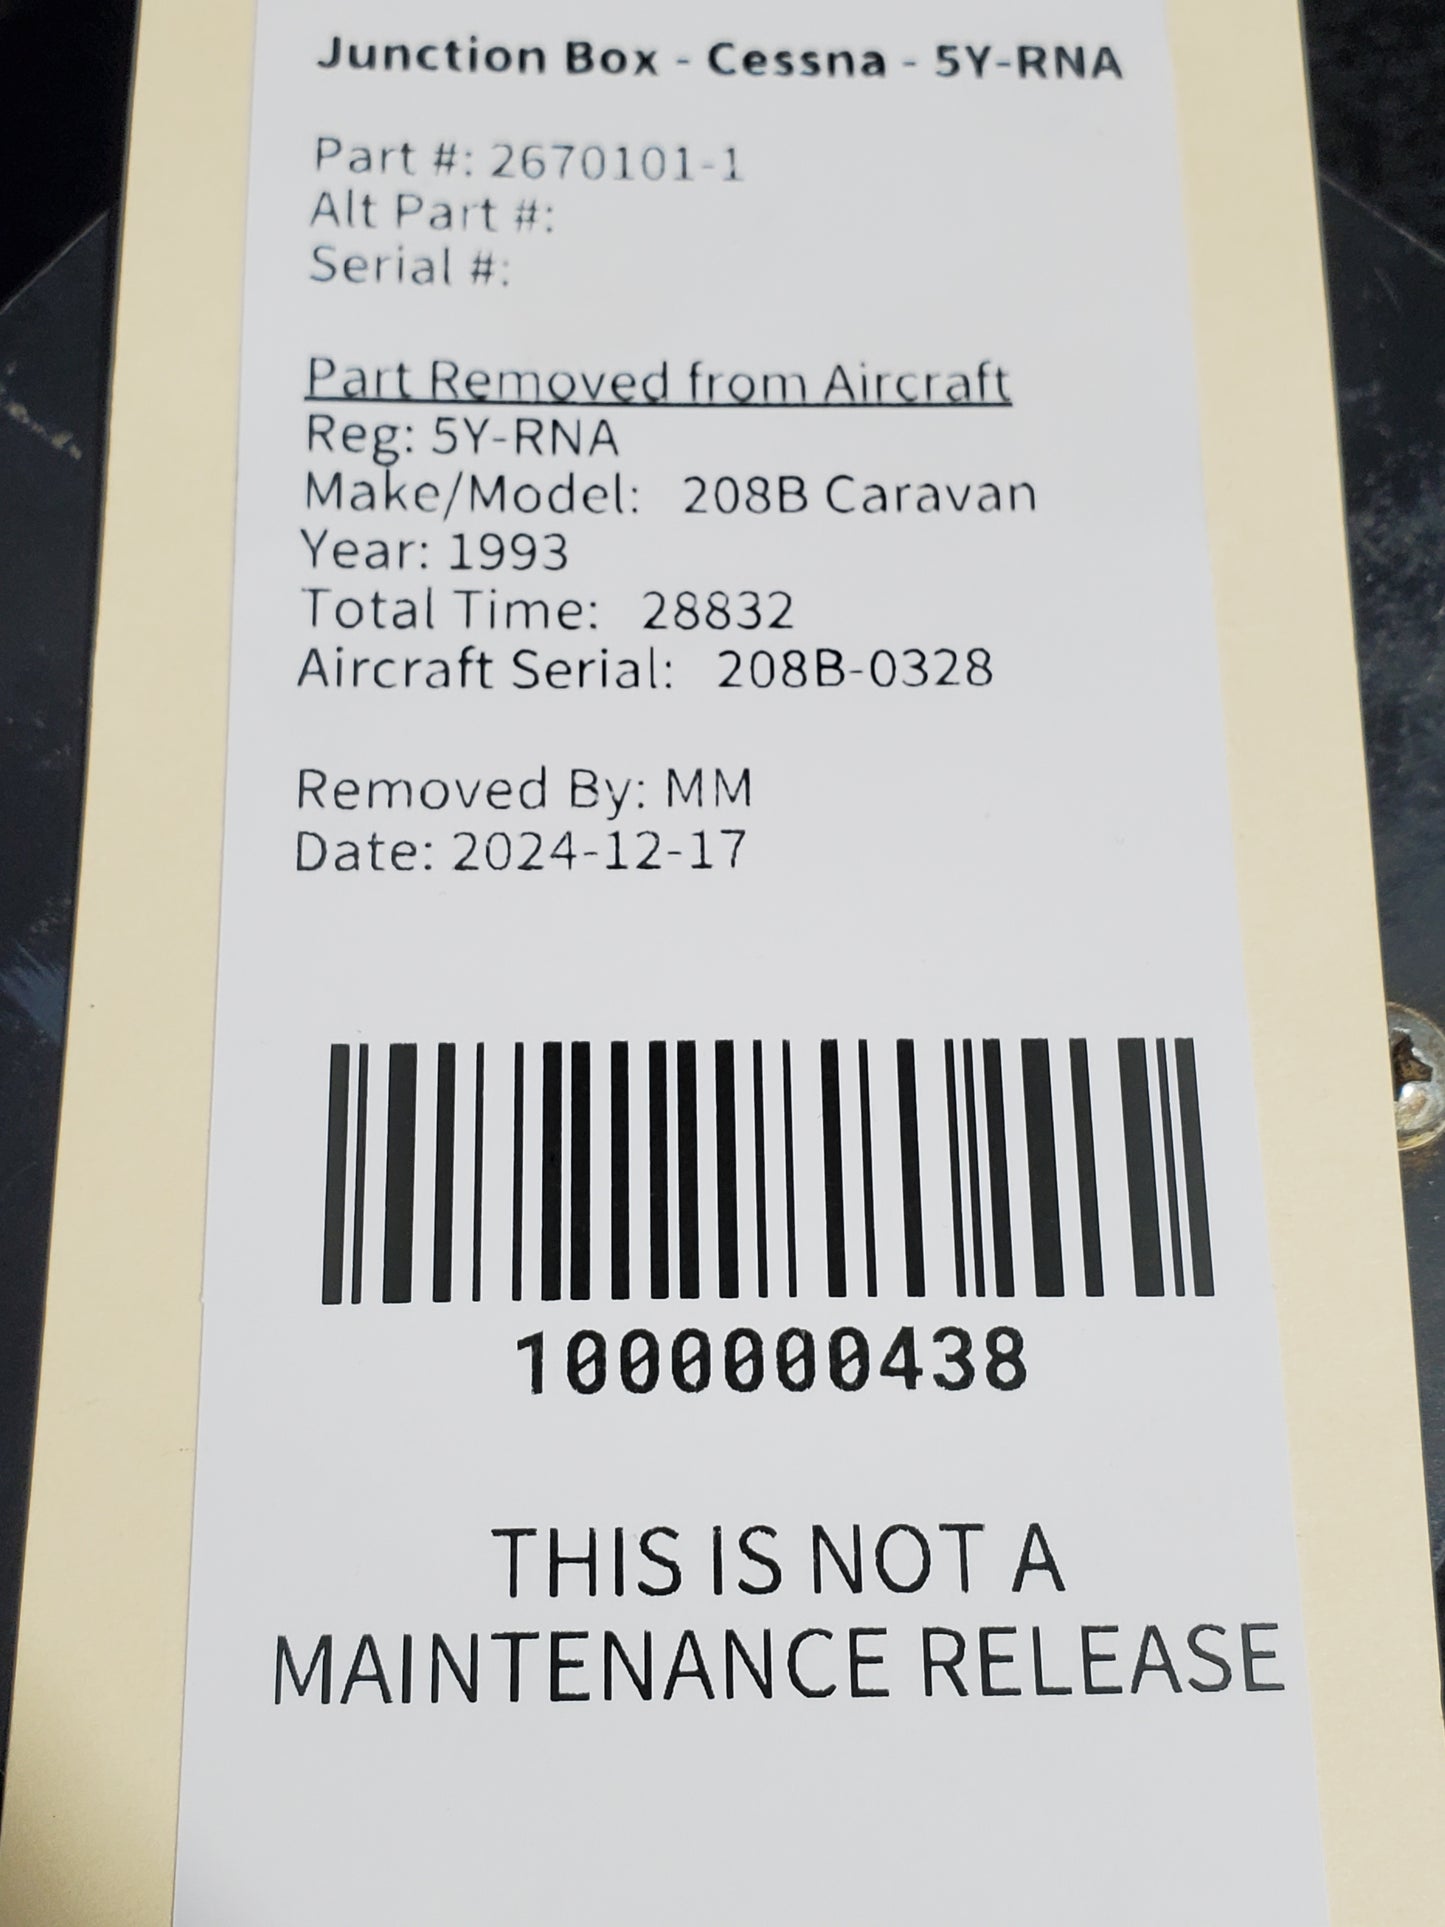 Junction Box - Cessna - 5Y-RNA
Part #: 2670101-1
Alt Part #:
Serial #:
Part Removed from Aircraft
Reg: 5Y-RNA
Make/Model: 208B Caravan
Year: 1993
Total Time: 28832
Aircraft Serial: 208B-0328
Removed By: MM
Date: 2024-12-17
1000000438
THIS IS NOT A
MAINTENANCE RELEASE